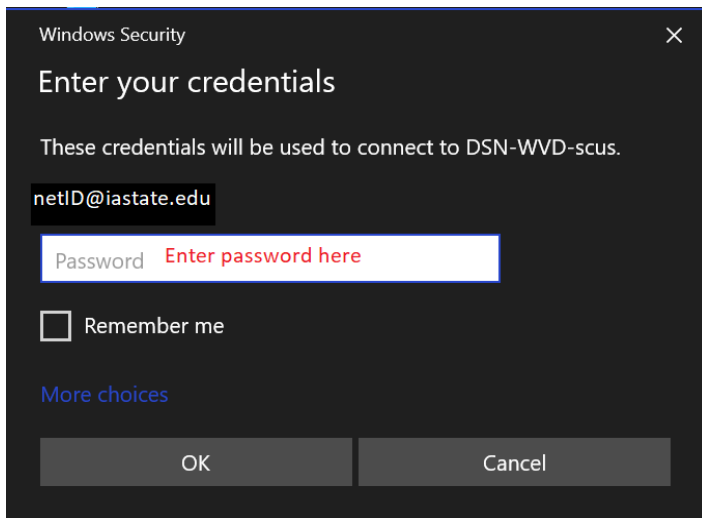 Windows Security
Enter your credentials
These credentials will be used to connect to DSN-WVD-scus.
netID@iastate.edu
Password Enter password here
Remember me
More choices
OK Cancel